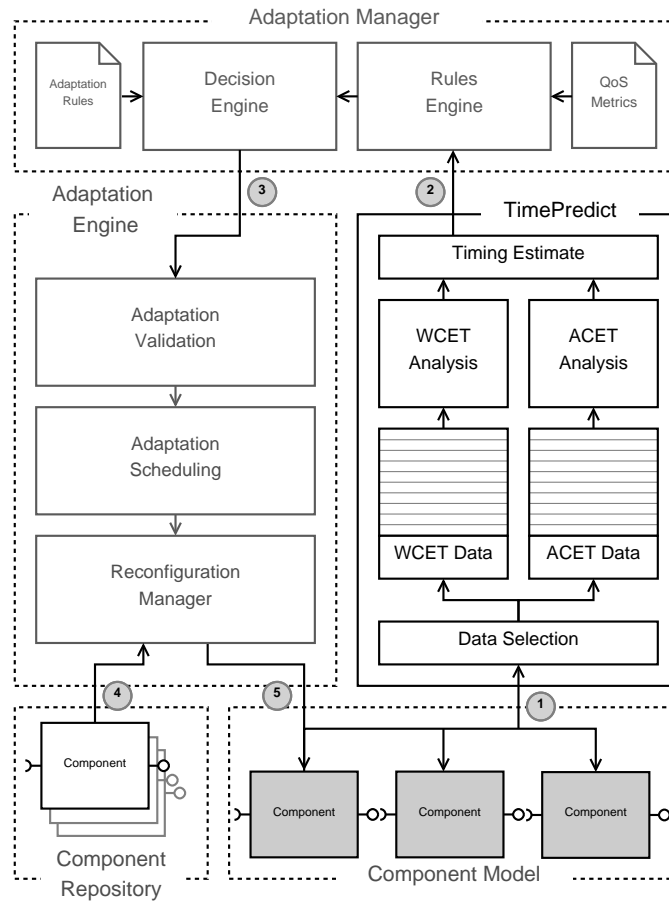 Adaptation Manager
Adaptation
Rules
Decision
Engine
Rules
Engine
QoS
Metrics
3
2
Adaptation
Engine
TimePredict
Timing Estimate
Adaptation
Validation
WCET
Analysis
ACET
Analysis
Adaptation
Scheduling
WCET Data
ACET Data
Reconfiguration
Manager
Data Selection
4
5
1
Component
Component
Component
Component
Component
Repository
Component Model